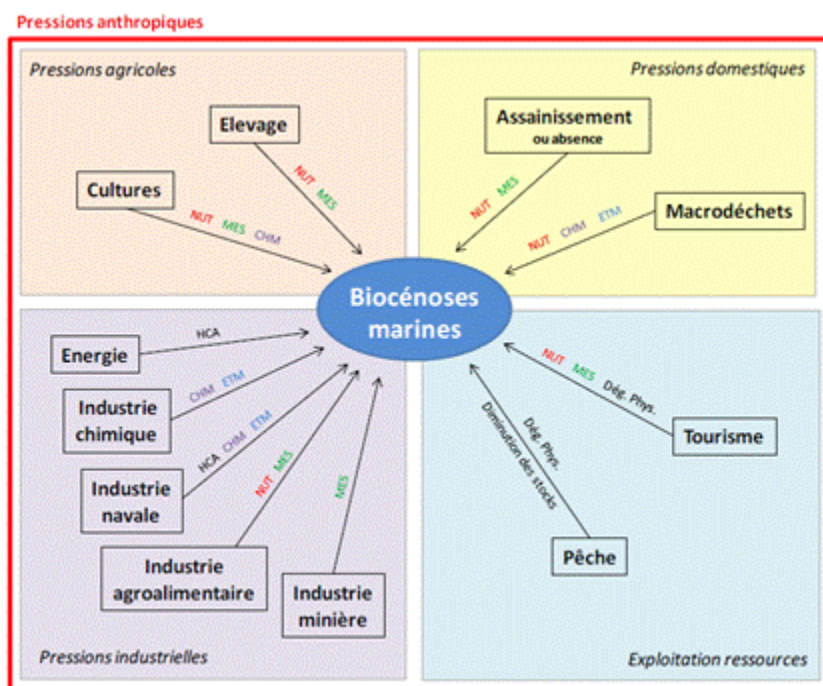 Pressions anthropiques
Pressions agricoles
Elevage
NUT MES
Cultures
NUT MES CHM
Pressions domestiques
Assainissement
ou absence
NUT MES
Macrodéchets
NUT CHM ETM
Biocénoses
marines
Energie
HCA
Industrie
chimique
CHM ETM
Industrie
navale
HCA CHM ETM
Industrie
agroalimentaire
NUT MES
Industrie
minière
MES
Pressions industrielles
NUT MES Dég. Phys.
Tourisme
Dég. Phys.
Diminution des stocks
Pêche
Exploitation ressources